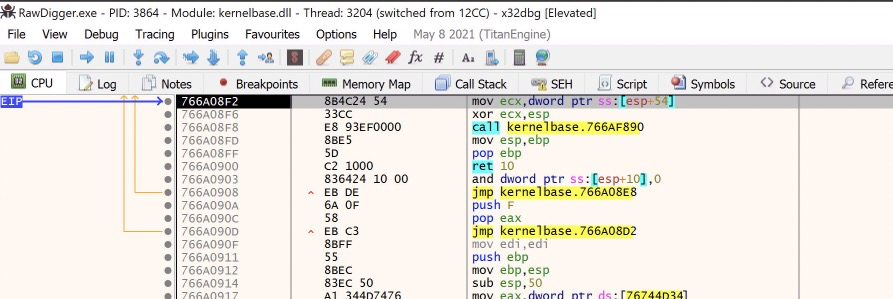 RawDigger.exe - PID: 3864 - Module: kernelbase.dll - Thread: 3204 (switched from 12CC) - x32dbg [Elevated]
File View Debug Tracing Plugins Favourites Options Help May 8 2021 (TitanEngine)
fx # A2
CPU Log Notes Breakpoints Memory Map Call Stack SEH Script Symbols Source Refere
EIP 766A08F2 8B4C24 54 mov ecx,dword ptr ss:[esp+54]
766A08F6 33CC xor ecx,esp
766A08F8 E8 93EF0000 call kernelbase.766AF890
766A08FD 8BE5 mov esp,ebp
766A08FF 5D pop ebp
766A0900 C2 1000 ret 10
766A0903 836424 10 00 and dword ptr ss:[esp+10],0
766A0908 EB DE jmp kernelbase.766A08E8
766A090A 6A 0F push F
766A090C 58 pop eax
766A090D EB C3 jmp kernelbase.766A08D2
766A090F 8BFF mov edi,edi
766A0911 55 push ebp
766A0912 8BEC mov ebp,esp
766A0914 83EC 50 sub esp,50
766A0917 A1 344D7476 mov eax,dword ptr ds:[76744D34]